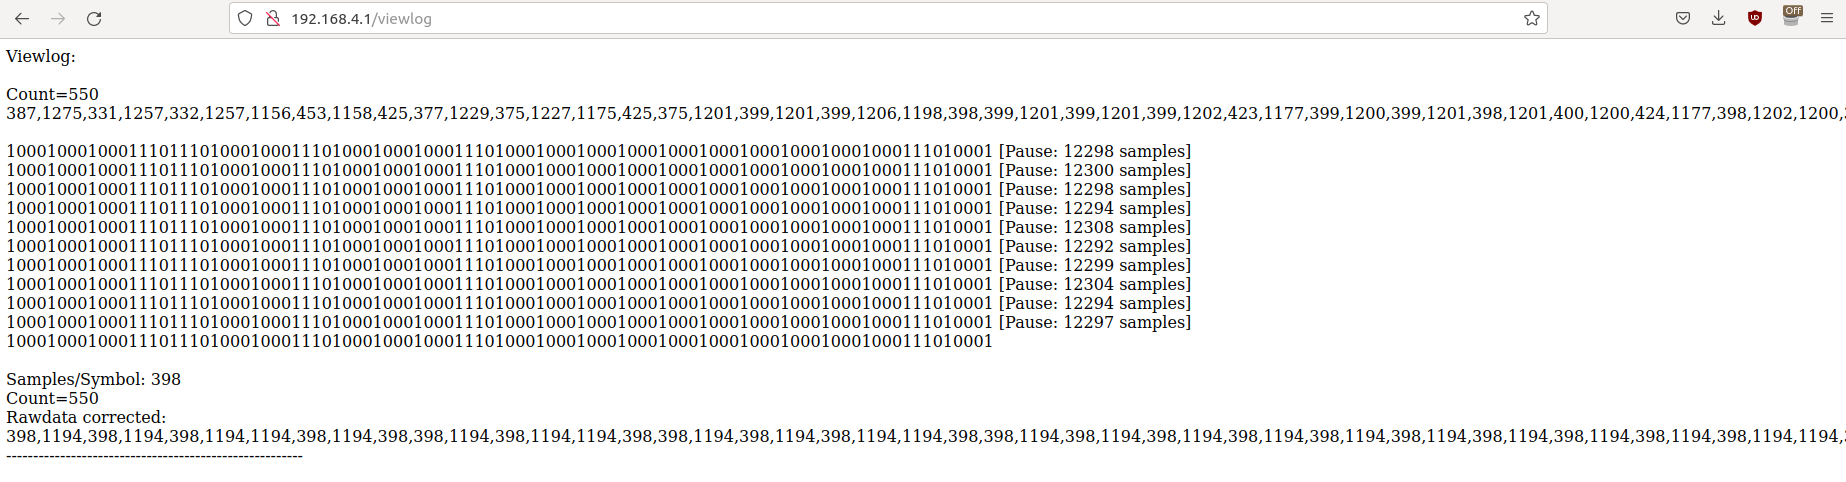 192.168.4.1/viewlog
Off
Viewlog:
Count=550
387,1275,331,1257,332,1257,1156,453,1158,425,377,1229,375,1227,1175,425,375,1201,399,1201,399,1206,1198,398,399,1201,399,1201,399,1202,423,1177,399,1200,399,1201,398,1201,400,1200,424,1177,398,1202,1200,
1000100010001110111010001000111010001000100011101000100010001000100010001000100010001000111010001 [Pause: 12298 samples]
1000100010001110111010001000111010001000100011101000100010001000100010001000100010001000111010001 [Pause: 12300 samples]
1000100010001110111010001000111010001000100011101000100010001000100010001000100010001000111010001 [Pause: 12298 samples]
1000100010001110111010001000111010001000100011101000100010001000100010001000100010001000111010001 [Pause: 12294 samples]
1000100010001110111010001000111010001000100011101000100010001000100010001000100010001000111010001 [Pause: 12308 samples]
1000100010001110111010001000111010001000100011101000100010001000100010001000100010001000111010001 [Pause: 12292 samples]
1000100010001110111010001000111010001000100011101000100010001000100010001000100010001000111010001 [Pause: 12299 samples]
1000100010001110111010001000111010001000100011101000100010001000100010001000100010001000111010001 [Pause: 12304 samples]
1000100010001110111010001000111010001000100011101000100010001000100010001000100010001000111010001 [Pause: 12294 samples]
1000100010001110111010001000111010001000100011101000100010001000100010001000100010001000111010001 [Pause: 12297 samples]
1000100010001110111010001000111010001000100011101000100010001000100010001000100010001000111010001
Samples/Symbol: 398
Count=550
Rawdata corrected:
398,1194,398,1194,398,1194,1194,398,1194,398,398,1194,398,1194,1194,398,398,1194,398,1194,398,1194,1194,398,398,1194,398,1194,398,1194,398,1194,398,1194,398,1194,398,1194,398,1194,398,1194,398,1194,1194,
-------------------------------------------------------